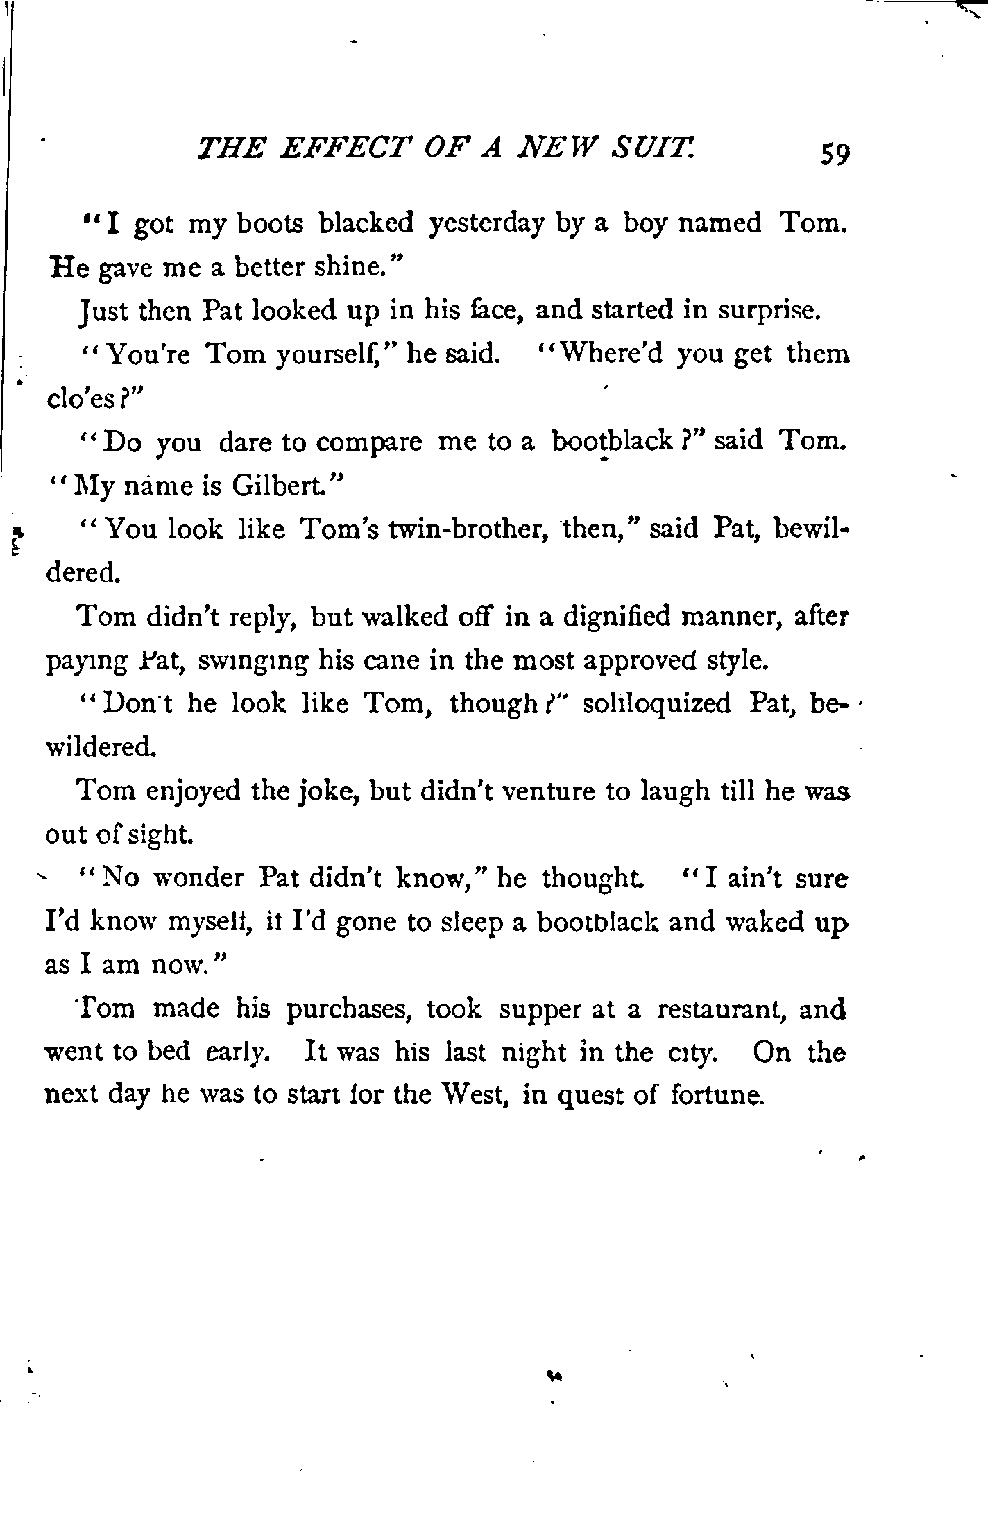 THE EFFECT OF A NEW SUIT. 59
"I got my boots blacked yesterday by a boy named Tom.
He gave me a better shine."
Just then Pat looked up in his face, and started in surprise.
"You're Tom yourself," he said. "Where'd you get them
clo'es?"
"Do you dare to compare me to a bootblack?" said Tom.
"My name is Gilbert."
"You look like Tom's twin-brother, then," said Pat, bewil-
dered.
Tom didn't reply, but walked off in a dignified manner, after
paying Pat, swinging his cane in the most approved style.
"Don't he look like Tom, though?" soliloquized Pat, be-
wildered.
Tom enjoyed the joke, but didn't venture to laugh till he was
out of sight.
"No wonder Pat didn't know," he thought. "I ain't sure
I'd know myself, if I'd gone to sleep a bootblack and waked up
as I am now."
Tom made his purchases, took supper at a restaurant, and
went to bed early. It was his last night in the city. On the
next day he was to start for the West, in quest of fortune.